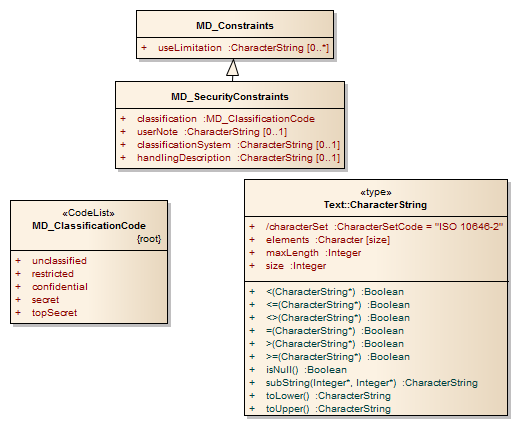 MD_Constraints
+ useLimitation :CharacterString [0..*]
MD_SecurityConstraints
+ classification :MD_ClassificationCode
+ userNote :CharacterString [0..1]
+ classificationSystem :CharacterString [0..1]
+ handlingDescription :CharacterString [0..1]
«CodeList»
MD_ClassificationCode
{root}
+ unclassified
+ restricted
+ confidential
+ secret
+ topSecret
«type»
Text::CharacterString
+ /characterSet :CharacterSetCode = "ISO 10646-2"
+ elements :Character [size]
+ maxLength :Integer
+ size :Integer
+ <(CharacterString*) :Boolean
+ <=(CharacterString*) :Boolean
+ <>(CharacterString*) :Boolean
+ =(CharacterString*) :Boolean
+ >(CharacterString*) :Boolean
+ >=(CharacterString*) :Boolean
+ isNull() :Boolean
+ subString(Integer*, Integer*) :CharacterString
+ toLower() :CharacterString
+ toUpper() :CharacterString